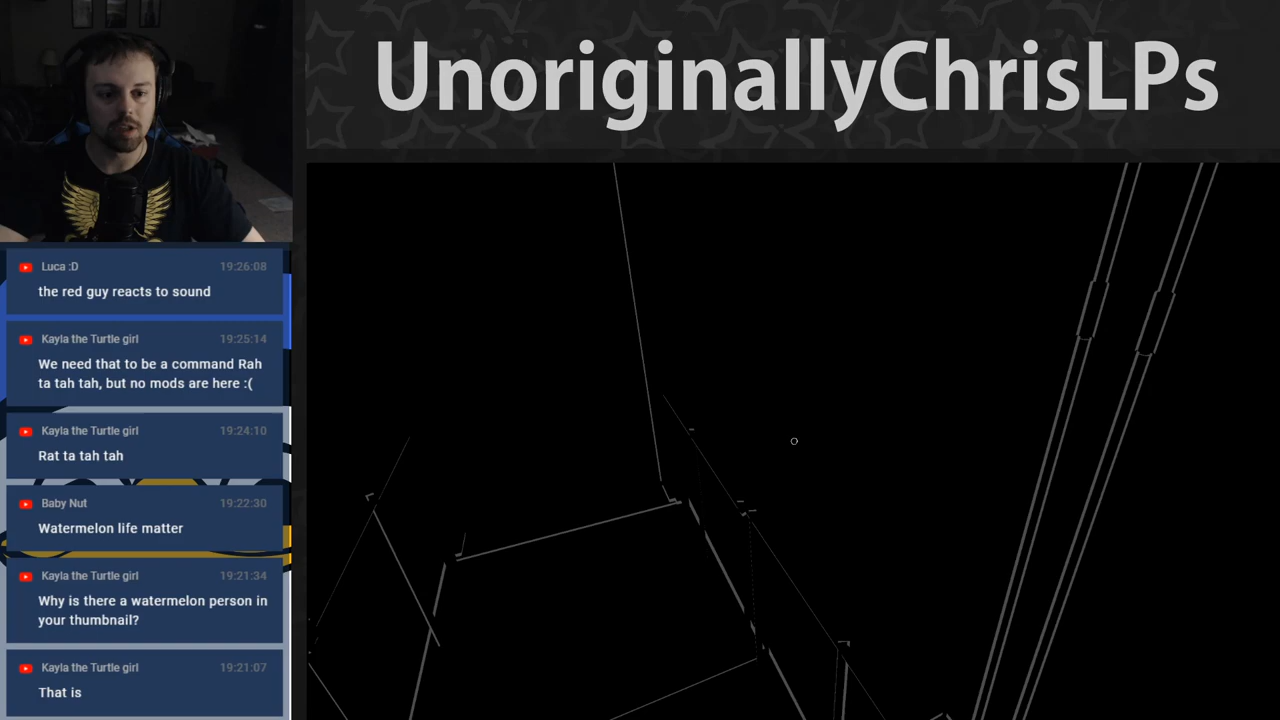 UnoriginallyChrisLPs
Luca :D 19:26:08
the red guy reacts to sound
Kayla the Turtle girl 19:25:14
We need that to be a command Rah
ta tah tah, but no mods are here :(
Kayla the Turtle girl 19:24:10
Rat ta tah tah
Baby Nut 19:22:30
Watermelon life matter
Kayla the Turtle girl 19:21:34
Why is there a watermelon person in
your thumbnail?
Kayla the Turtle girl 19:21:07
That is